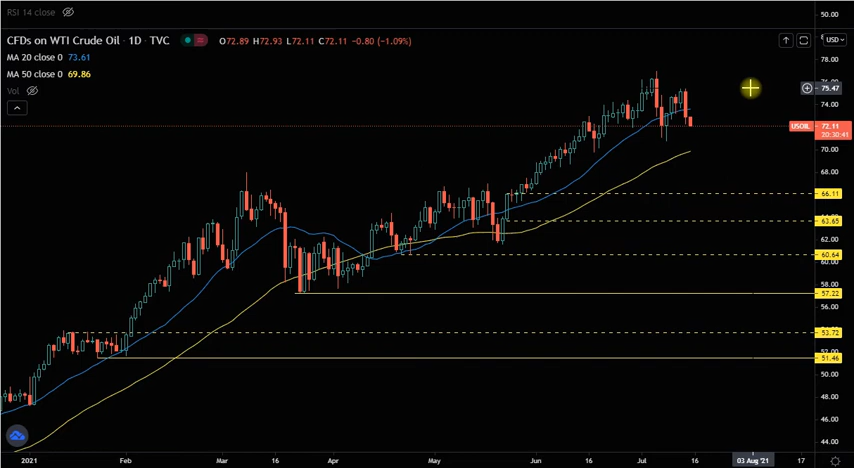 RSI 14 close
CFDs on WTI Crude Oil · 1D · TVC O72.89 H72.93 L72.11 C72.11 −0.80 (−1.09%)
MA 20 close 0 73.61
MA 50 close 0 69.86
Vol
USD
50.00
78.00
75.47
74.00
USOIL 72.11
20:30:41
70.00
68.00
66.11
63.65
62.00
60.64
60.00
58.00
57.22
56.00
53.72
51.46
50.00
48.00
46.00
44.00
2021 Feb Mar 16 Apr May Jun 16 Jul 16 03 Aug '21 17